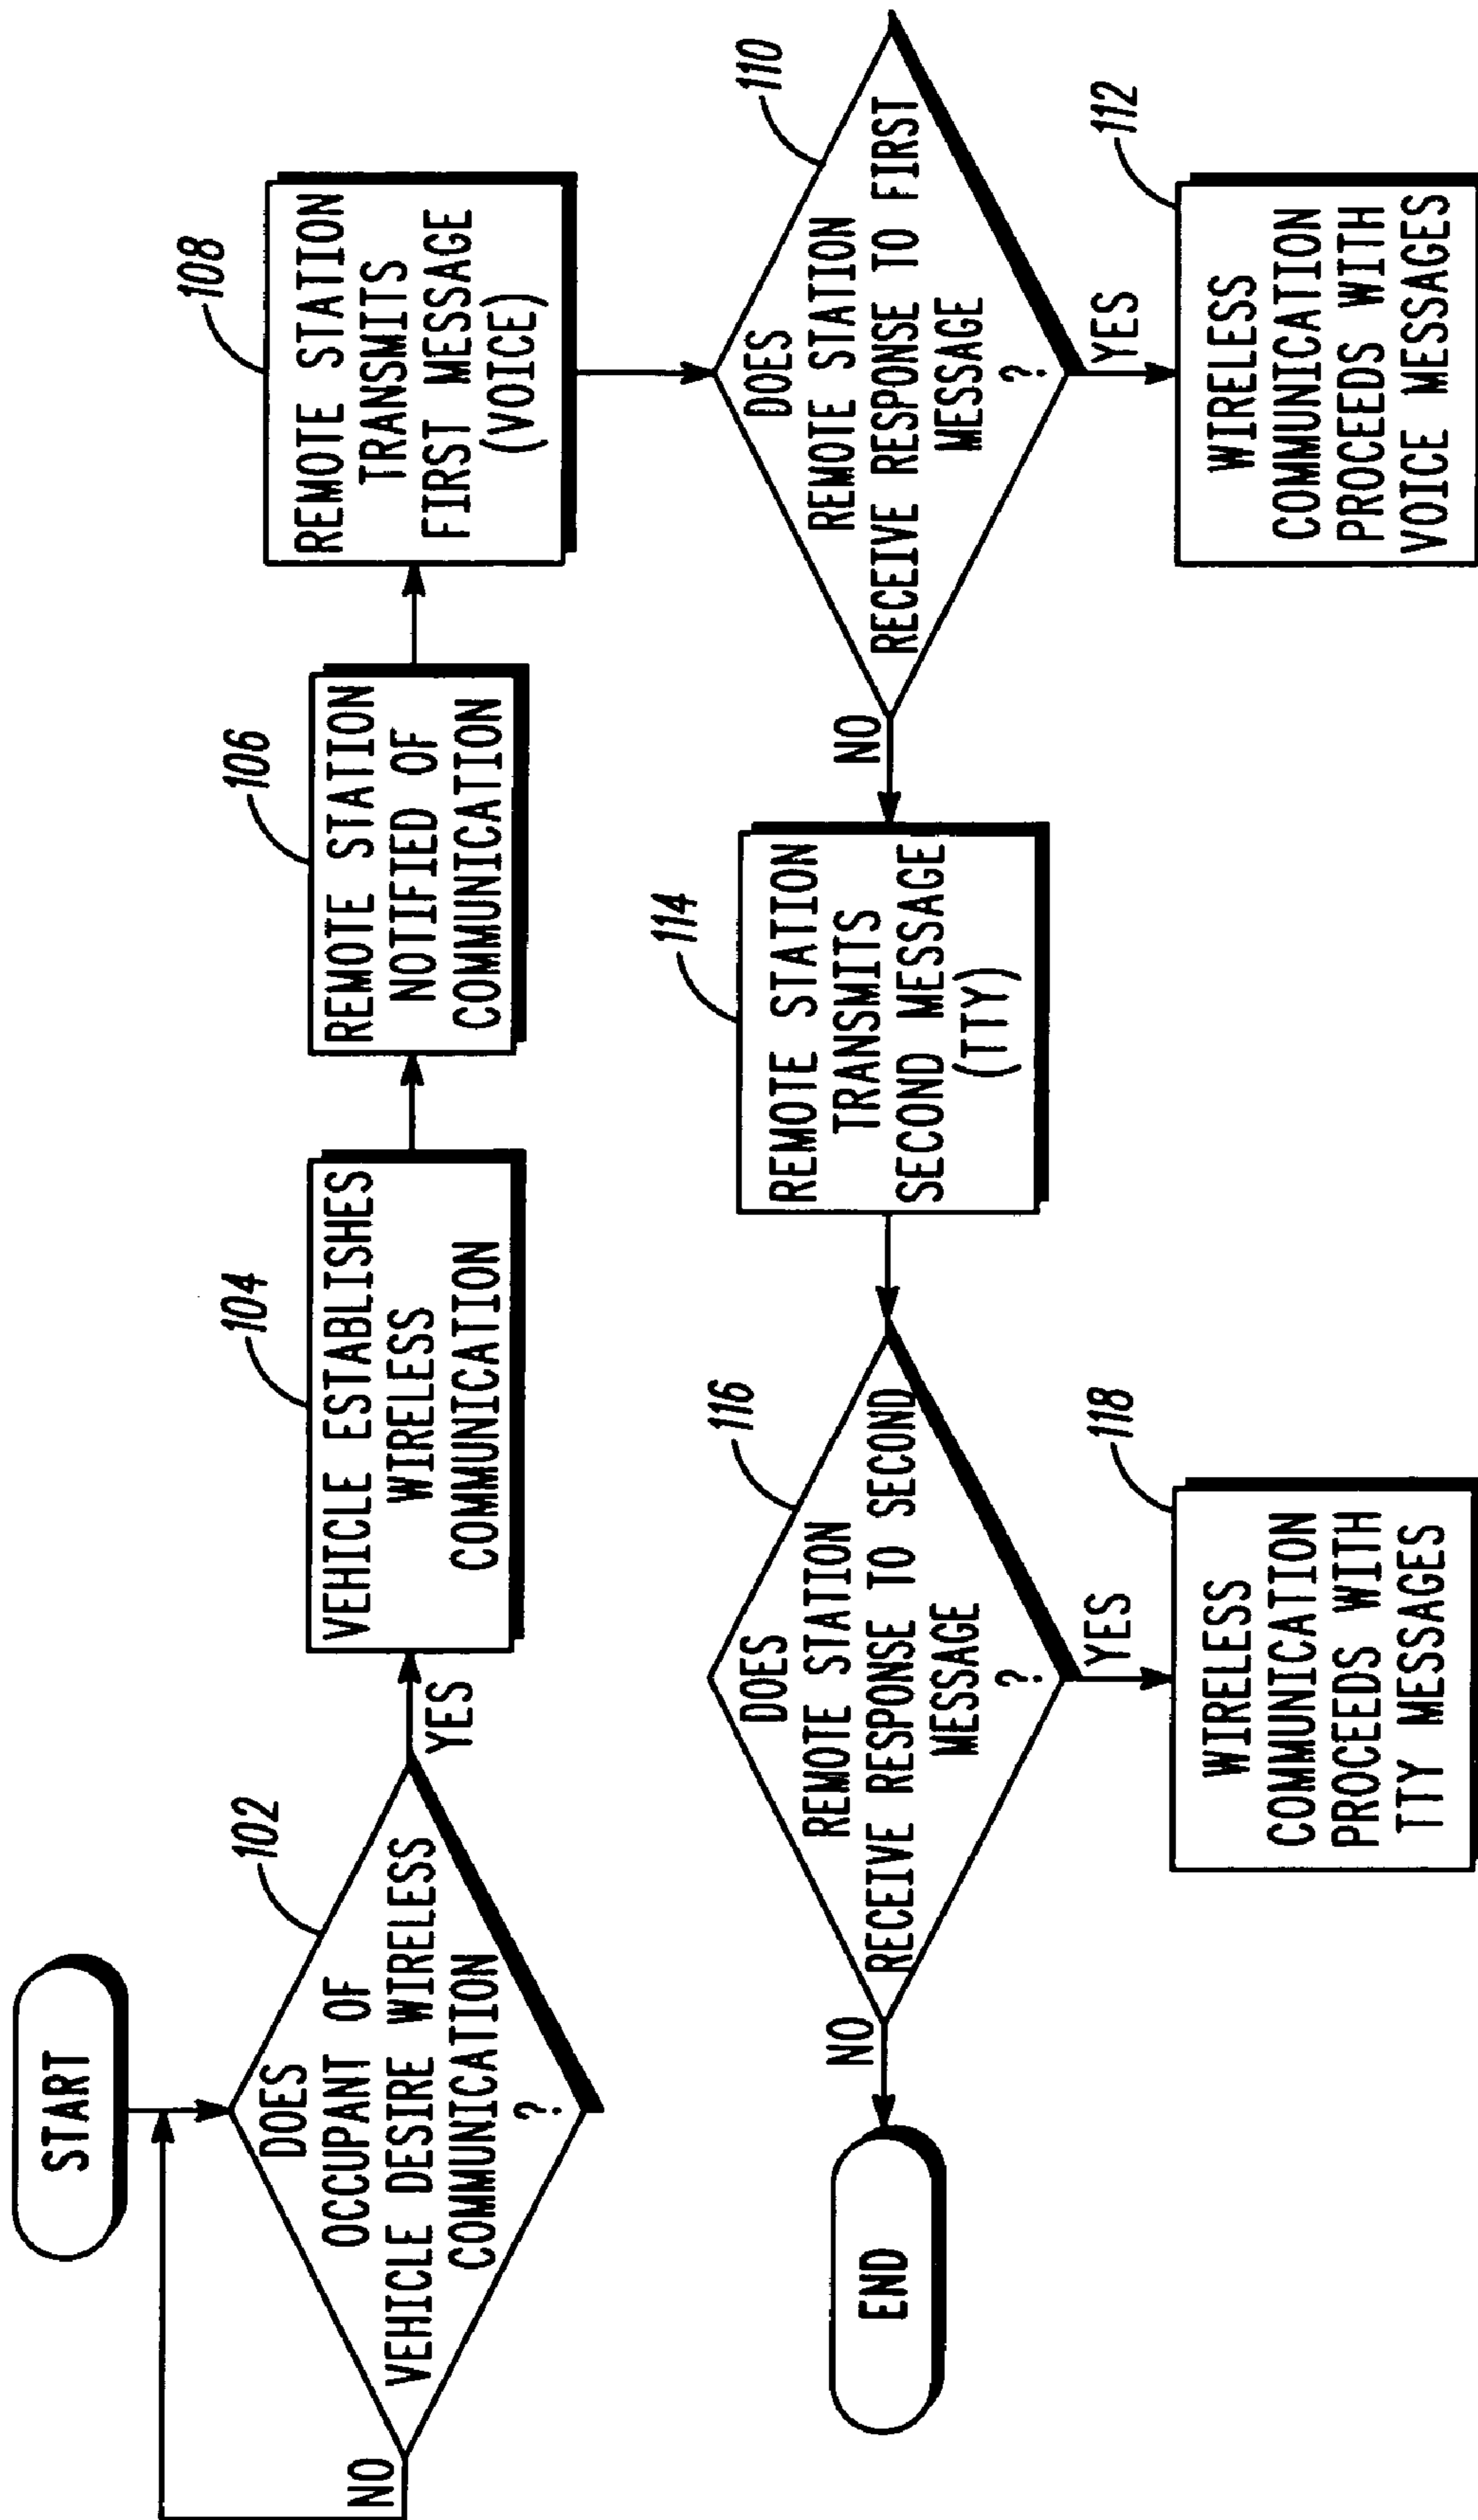 START
102
DOES
OCCUPANT OF
VEHICLE DESIRE WIRELESS
COMMUNICATION
?
NO
YES
104
VEHICLE ESTABLISHES
WIRELESS
COMMUNICATION
106
REMOTE STATION
NOTIFIED OF
COMMUNICATION
108
REMOTE STATION
TRANSMITS
FIRST MESSAGE
(VOICE)
110
DOES
REMOTE STATION
RECEIVE RESPONSE TO FIRST
MESSAGE
?
NO
YES
112
WIRELESS
COMMUNICATION
PROCEEDS WITH
VOICE MESSAGES
114
REMOTE STATION
TRANSMITS
SECOND MESSAGE
(TTY)
116
DOES
REMOTE STATION
RECEIVE RESPONSE TO SECOND
MESSAGE
?
NO
YES
118
WIRELESS
COMMUNICATION
PROCEEDS WITH
TTY MESSAGES
END